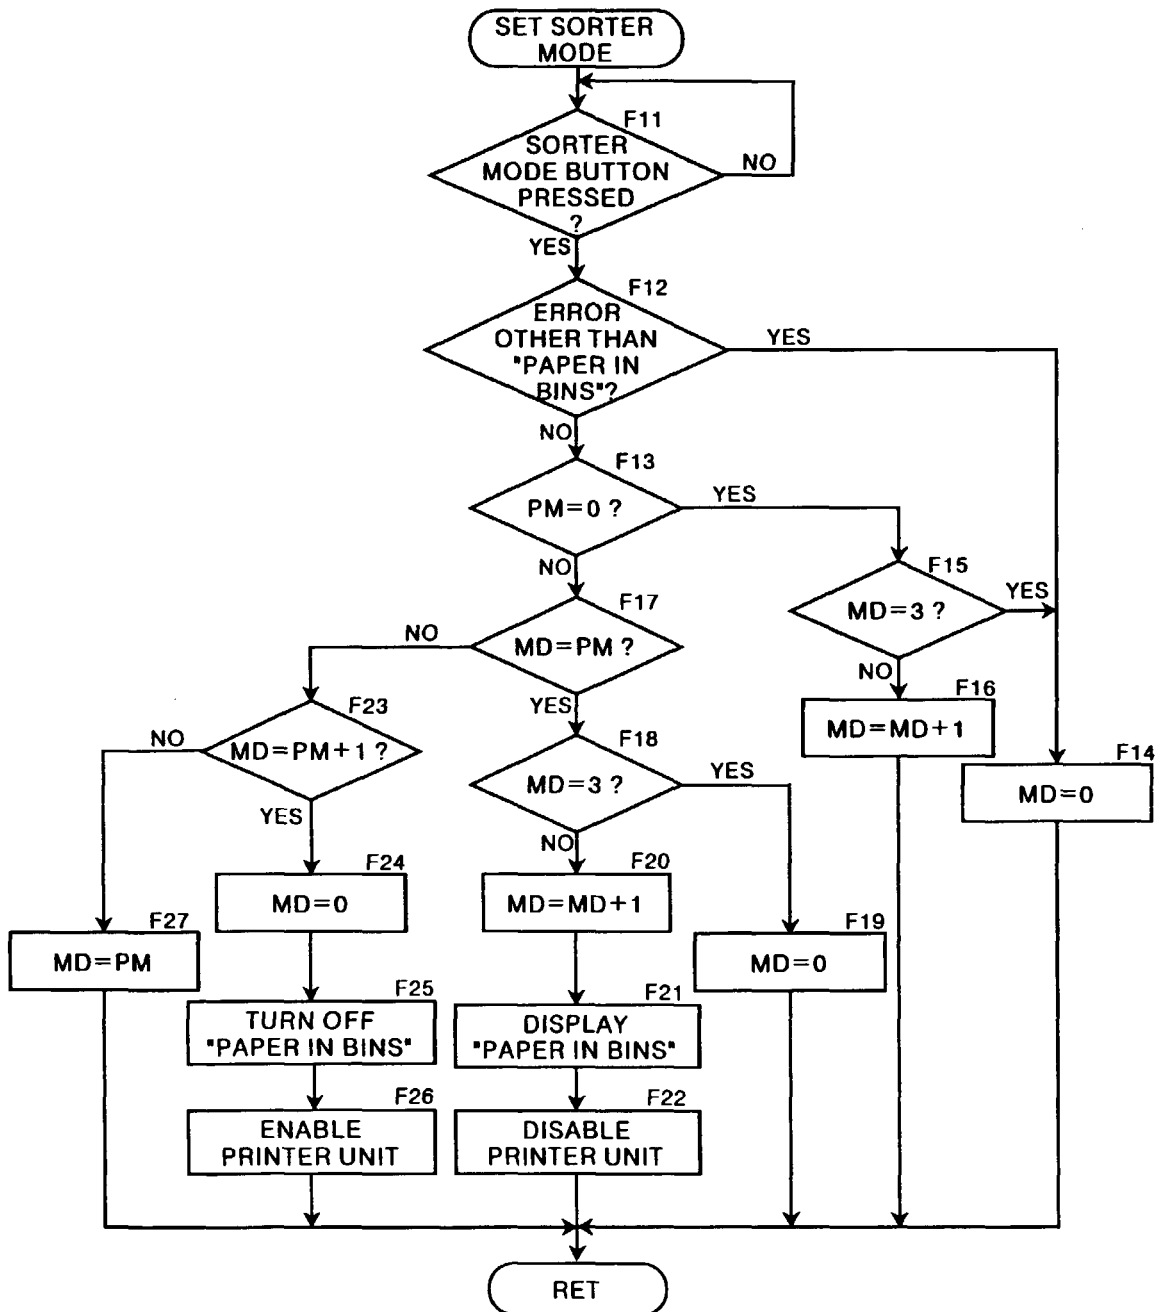 SET SORTER
MODE
F11
SORTER
MODE BUTTON
PRESSED
?
NO
YES
F12
ERROR
OTHER THAN
"PAPER IN
BINS"?
YES
NO
F13
PM=0 ?
YES
NO
F15
MD=3 ?
YES
NO
F17
MD=PM ?
NO
YES
F16
MD=MD+1
F23
MD=PM+1 ?
NO
YES
F18
MD=3 ?
YES
NO
F14
MD=0
F24
MD=0
F20
MD=MD+1
F27
MD=PM
F19
MD=0
F25
TURN OFF
"PAPER IN BINS"
F21
DISPLAY
"PAPER IN BINS"
F26
ENABLE
PRINTER UNIT
F22
DISABLE
PRINTER UNIT
RET